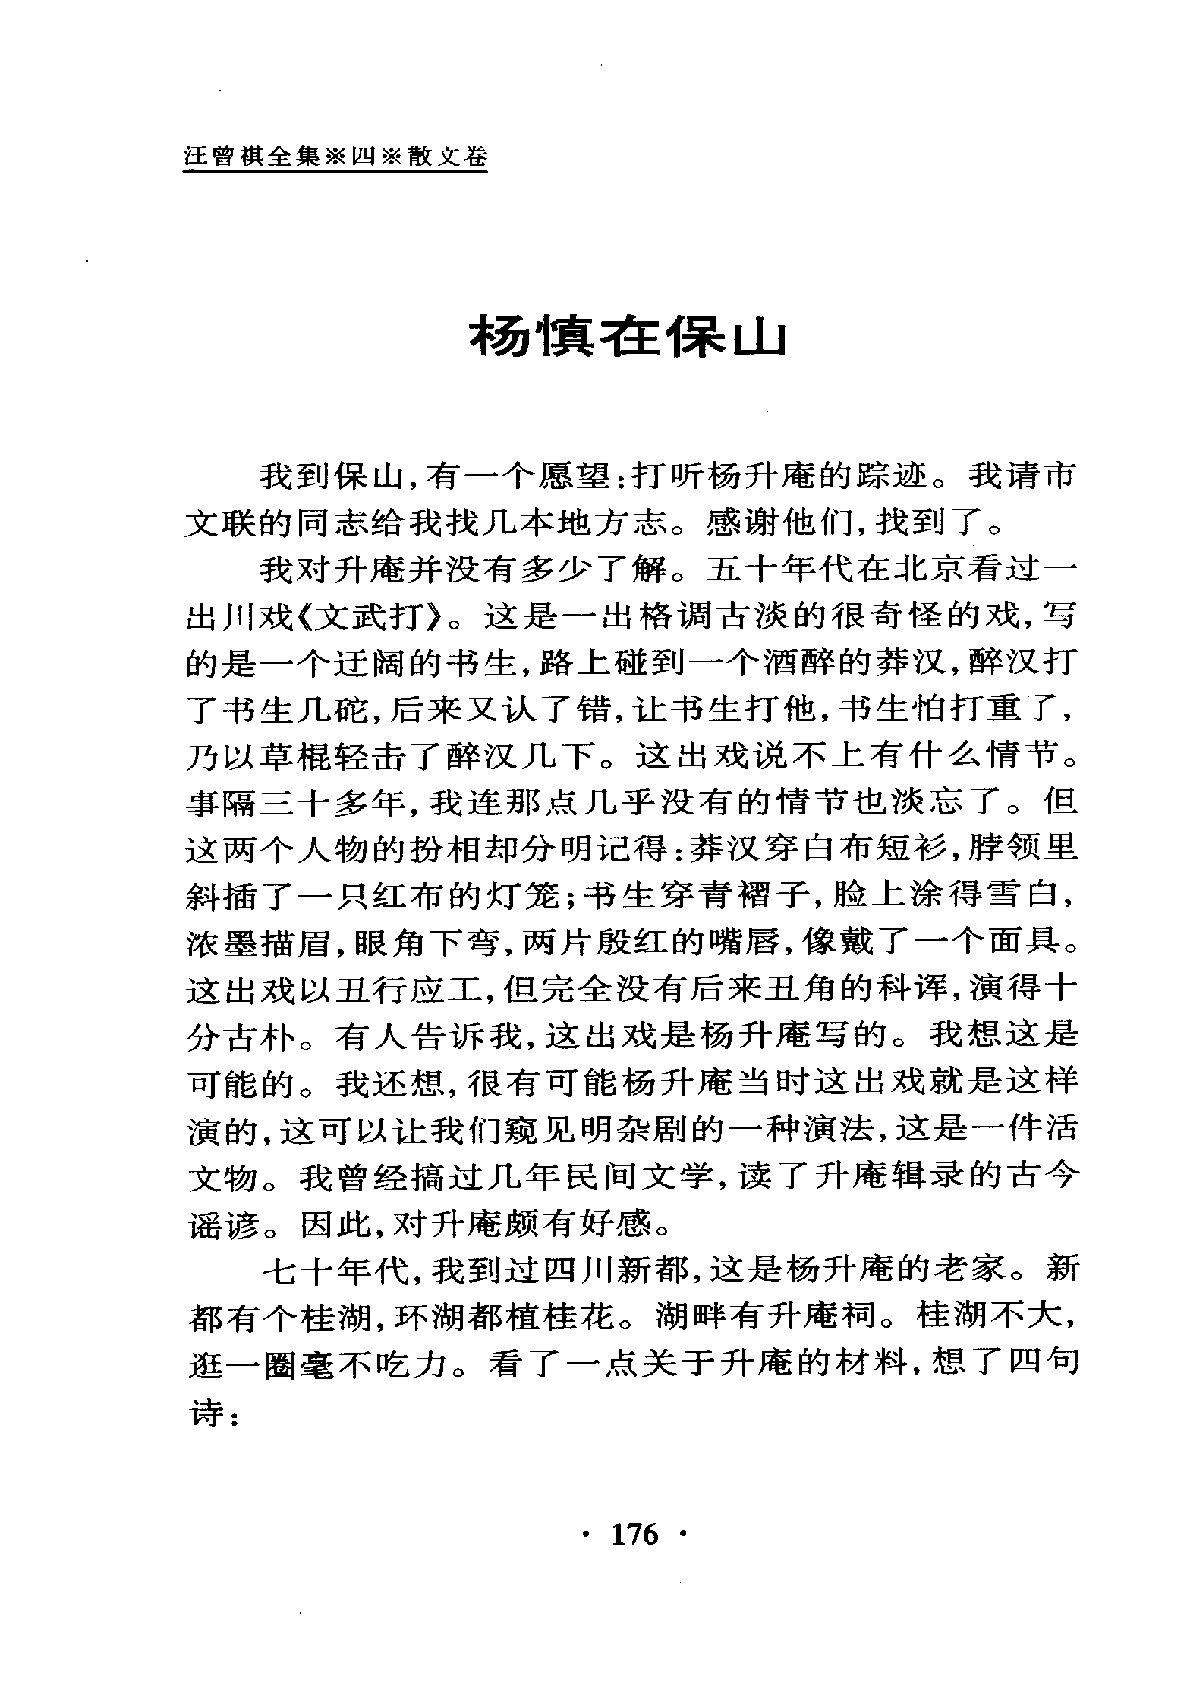 汪曾祺全集※四※散文卷
杨慎在保山
我到保山,有一个愿望:打听杨升庵的踪迹。我请市
文联的同志给我找几本地方志。感谢他们,找到了。
我对升庵并没有多少了解。五十年代在北京看过一
出川戏《文武打》。这是一出格调古淡的很奇怪的戏,写
的是一个迂阔的书生,路上碰到一个酒醉的莽汉,醉汉打
了书生几砣,后来又认了错,让书生打他,书生怕打重了,
乃以草棍轻击了醉汉几下。这出戏说不上有什么情节。
事隔三十多年,我连那点几乎没有的情节也淡忘了。但
这两个人物的扮相却分明记得:莽汉穿白布短衫,脖领里
斜插了一只红布的灯笼;书生穿青褶子,脸上涂得雪白,
浓墨描眉,眼角下弯,两片殷红的嘴唇,像戴了一个面具。
这出戏以丑行应工,但完全没有后来丑角的科诨,演得十
分古朴。有人告诉我,这出戏是杨升庵写的。我想这是
可能的。我还想,很有可能杨升庵当时这出戏就是这样
演的,这可以让我们窥见明杂剧的一种演法,这是一件活
文物。我曾经搞过几年民间文学,读了升庵辑录的古今
谣谚。因此,对升庵颇有好感。
七十年代,我到过四川新都,这是杨升庵的老家。新
都有个桂湖,环湖都植桂花。湖畔有升庵祠。桂湖不大,
逛一圈毫不吃力。看了一点关于升庵的材料,想了四句
诗:
· 176 ·